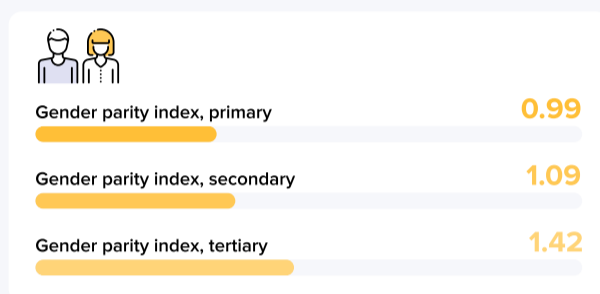 Gender parity index, primary 0.99
Gender parity index, secondary 1.09
Gender parity index, tertiary 1.42